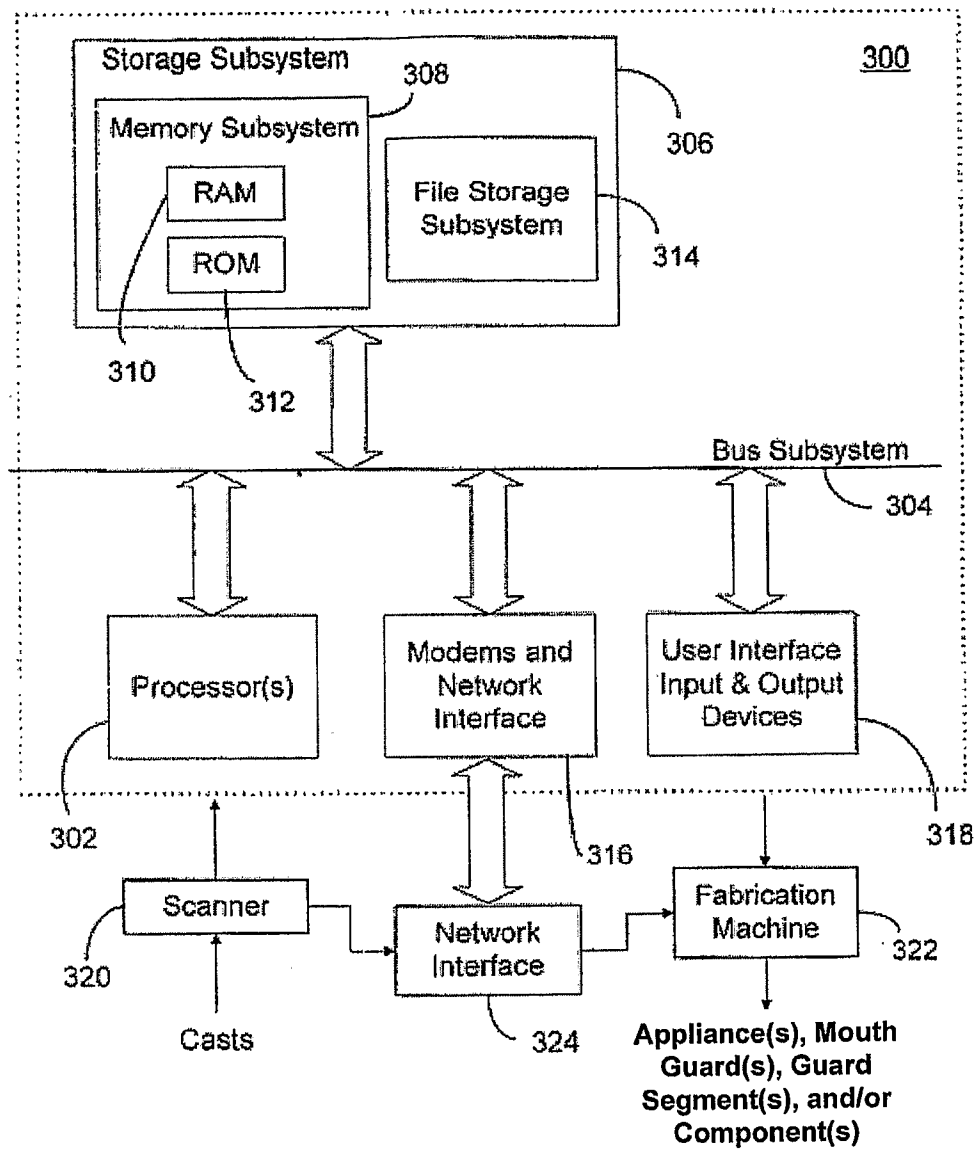 Storage Subsystem
308
300
Memory Subsystem
306
RAM
File Storage
Subsystem
ROM
314
310
312
Bus Subsystem
304
Processor(s)
Modems and
Network
Interface
User Interface
Input & Output
Devices
302
316
318
Scanner
Network
Interface
Fabrication
Machine
320
322
Casts
324
Appliance(s), Mouth
Guard(s), Guard
Segment(s), and/or
Component(s)